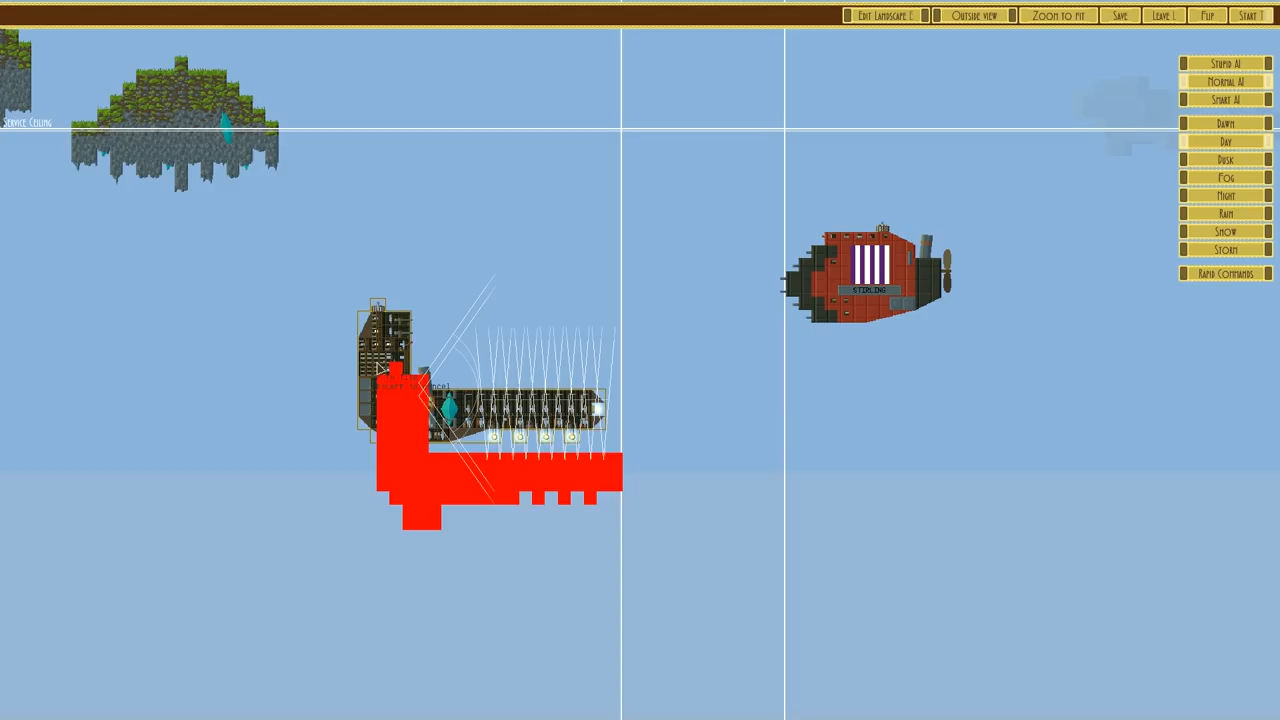 Edit Landscape E
Outside view
Zoom to fit
Save
Leave L
Flip
Start T
Stupid AI
Normal AI
Smart AI
Service Ceiling
Dawn
Day
Dusk
Fog
Night
Rain
Snow
Storm
Rapid Commands
STIRLING